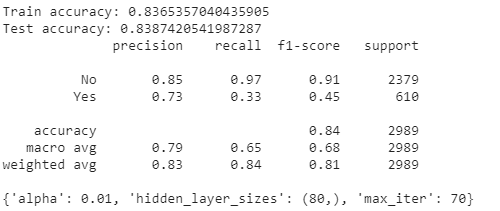 Train accuracy: 0.8365357040435905
Test accuracy: 0.8387420541987287
precision recall f1-score support
No 0.85 0.97 0.91 2379
Yes 0.73 0.33 0.45 610
accuracy 0.84 2989
macro avg 0.79 0.65 0.68 2989
weighted avg 0.83 0.84 0.81 2989
{'alpha': 0.01, 'hidden_layer_sizes': (80,), 'max_iter': 70}